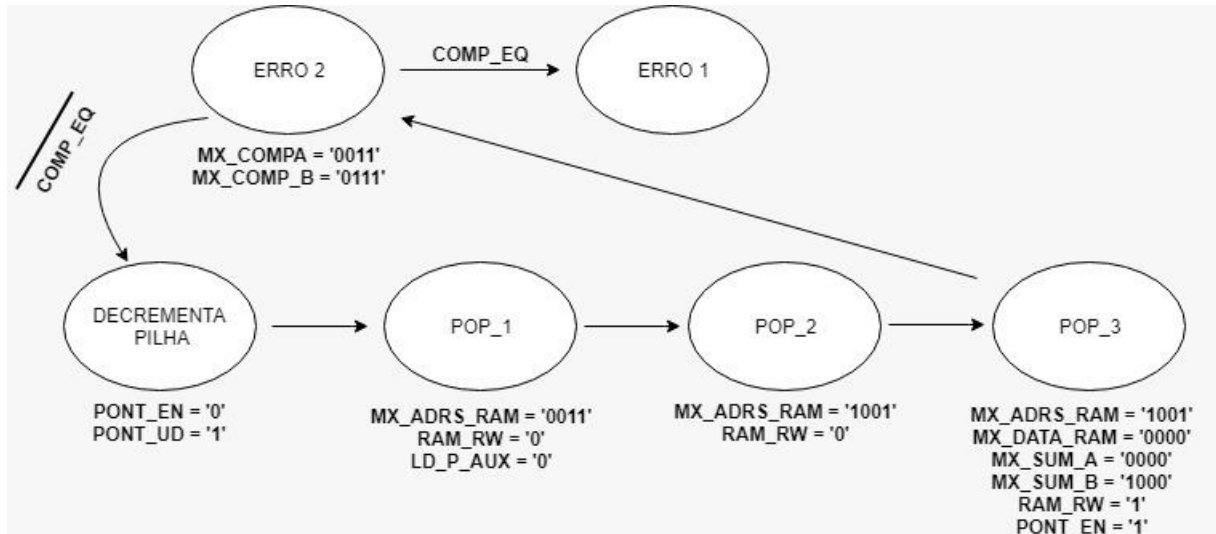 ERRO 2
COMP_EQ
ERRO 1
COMP_EQ
MX_COMPA = '0011'
MX_COMP_B = '0111'
DECREMENTA
PILHA
POP_1
POP_2
POP_3
PONT_EN = '0'
PONT_UD = '1'
MX_ADRS_RAM = '0011'
RAM_RW = '0'
LD_P_AUX = '0'
MX_ADRS_RAM = '1001'
RAM_RW = '0'
MX_ADRS_RAM = '1001'
MX_DATA_RAM = '0000'
MX_SUM_A = '0000'
MX_SUM_B = '1000'
RAM_RW = '1'
PONT_EN = '1'